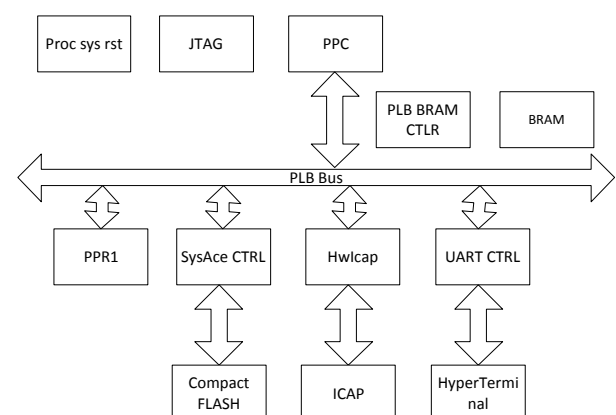 Proc sys rst
JTAG
PPC
PLB BRAM
CTLR
BRAM
PLB Bus
PPR1
SysAce CTRL
HwIcap
UART CTRL
Compact
FLASH
ICAP
HyperTermi
nal